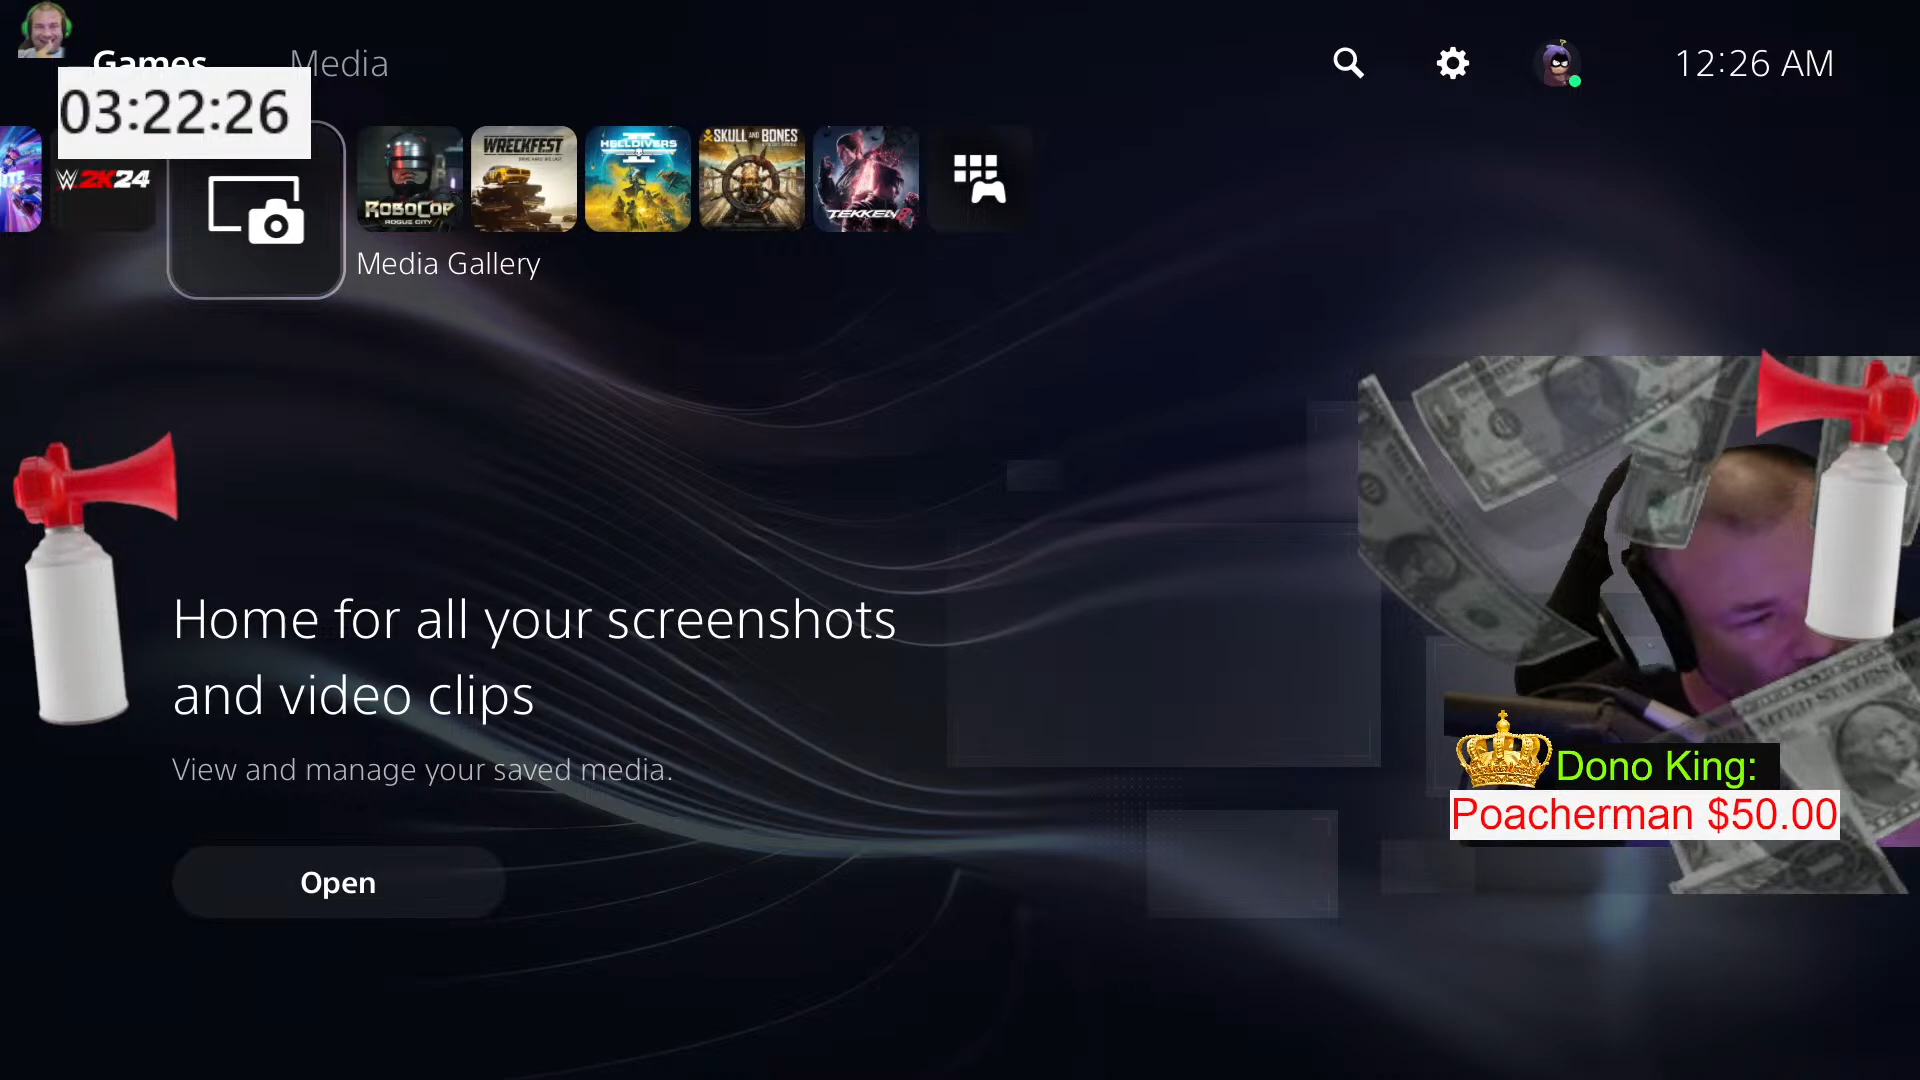 Games
Media
12:26 AM
03:22:26
W 2K24
ROBOCOP
ROGUE CITY
WRECKFEST
HELLDIVERS
SKULL AND BONES
TEKKEN 8
Media Gallery
Home for all your screenshots
and video clips
View and manage your saved media.
Open
Dono King:
Poacherman $50.00